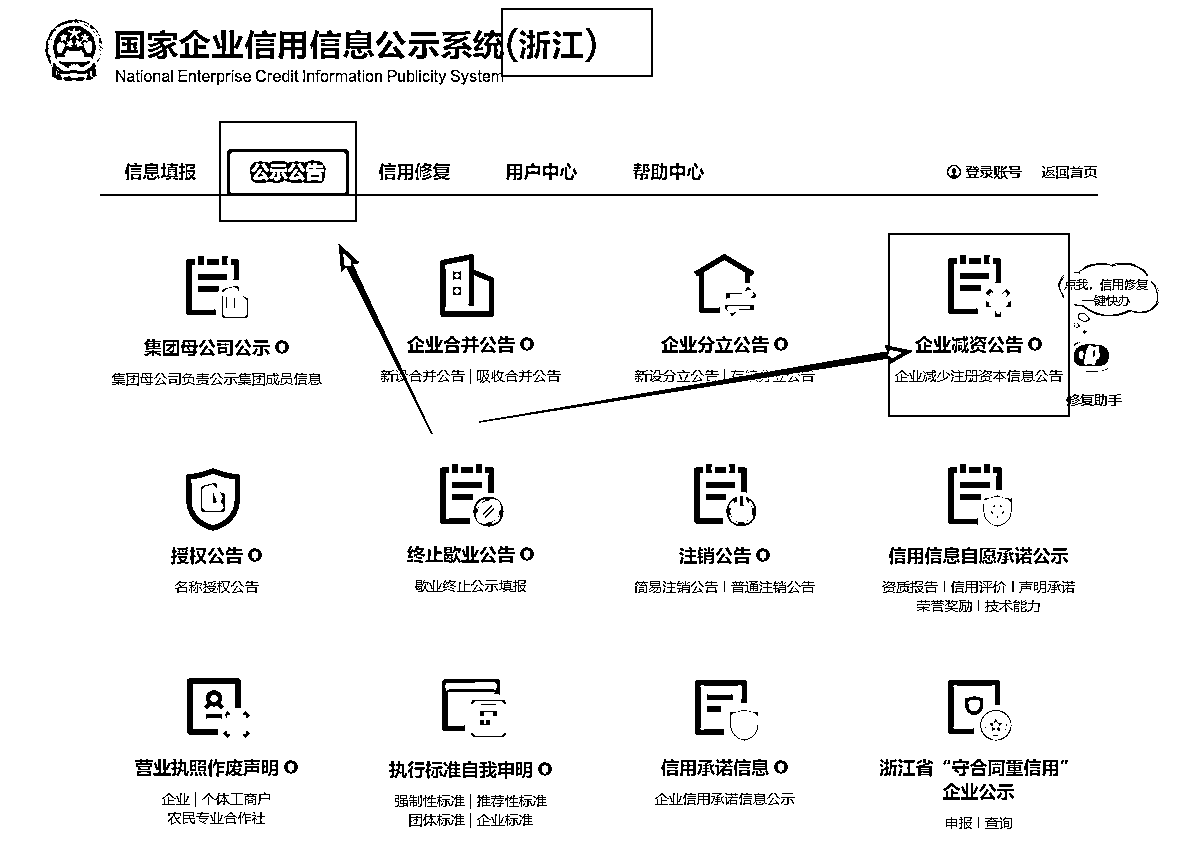 国家企业信用信息公示系统(浙江)
National Enterprise Credit Information Publicity System
信息填报 公示公告 信用修复 用户中心 帮助中心 登录账号 返回首页
集团母公司公示 企业合并公告 企业分立公告 企业减资公告
集团母公司负责公示集团成员信息 新设合并公告 | 吸收合并公告 新设分立公告 | 存续分立公告 企业减少注册资本信息公告
点我,信用修复
一键快办
修复助手
授权公告 终止歇业公告 注销公告 信用信息自愿承诺公示
名称授权公告 歇业终止公示填报 简易注销公告 | 普通注销公告 资质报告 | 信用评价 | 声明承诺
荣誉奖励 | 技术能力
营业执照作废声明 执行标准自我申明 信用承诺信息 浙江省“守合同重信用”
企业公示
企业 | 个体工商户 强制性标准 | 推荐性标准 企业信用承诺信息公示
农民专业合作社 团体标准 | 企业标准 申报 | 查询